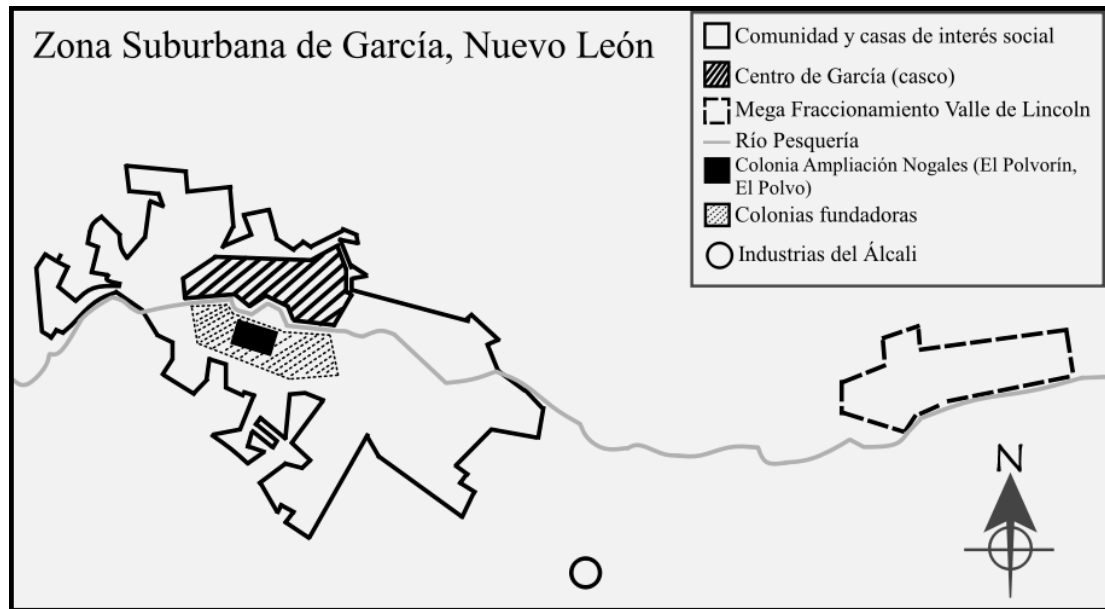 Zona Suburbana de García, Nuevo León
Comunidad y casas de interés social
Centro de García (casco)
Mega Fraccionamiento Valle de Lincoln
Río Pesquería
Colonia Ampliación Nogales (El Polvorín,
El Polvo)
Colonias fundadoras
Industrias del Álcali
N